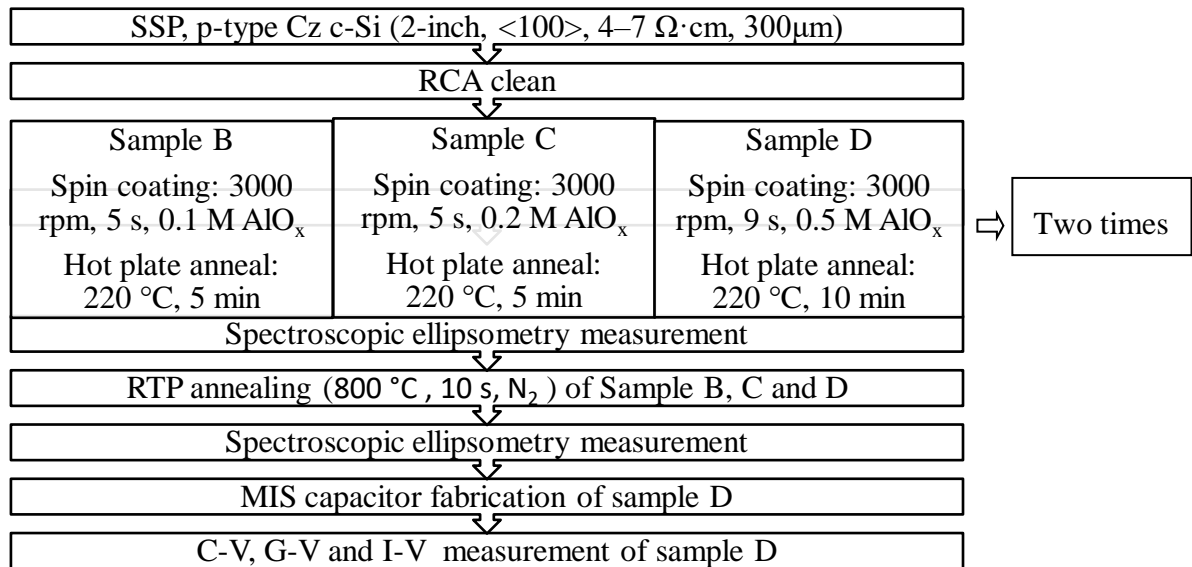 SSP, p-type Cz c-Si (2-inch, <100>, 4–7 Ω·cm, 300μm)
RCA clean
Sample B
Spin coating: 3000
rpm, 5 s, 0.1 M AlOₓ
Hot plate anneal:
220 °C, 5 min
Sample C
Spin coating: 3000
rpm, 5 s, 0.2 M AlOₓ
Hot plate anneal:
220 °C, 5 min
Sample D
Spin coating: 3000
rpm, 9 s, 0.5 M AlOₓ
Hot plate anneal:
220 °C, 10 min
Two times
Spectroscopic ellipsometry measurement
RTP annealing (800 °C , 10 s, N₂ ) of Sample B, C and D
Spectroscopic ellipsometry measurement
MIS capacitor fabrication of sample D
C-V, G-V and I-V measurement of sample D